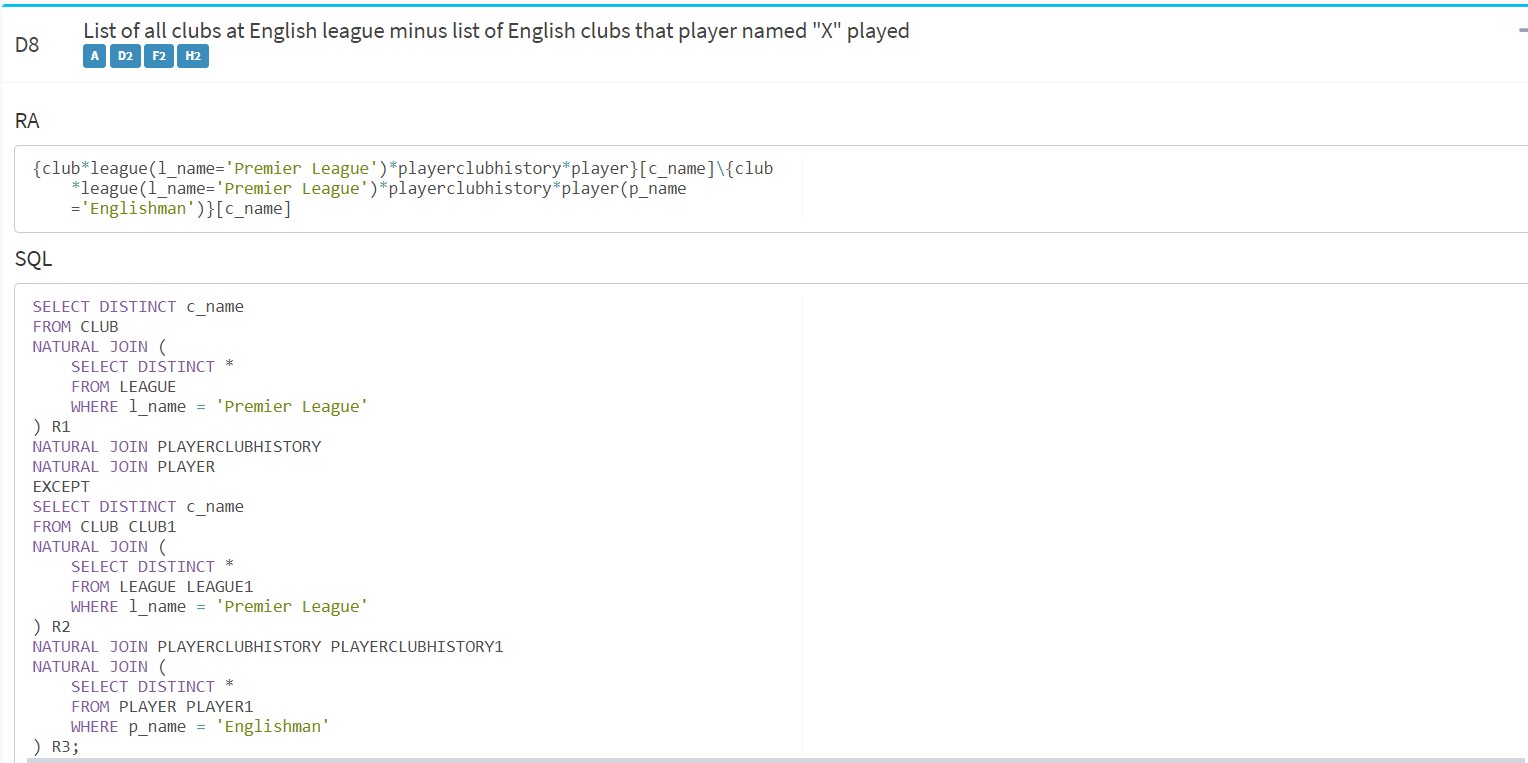 D8
List of all clubs at English league minus list of English clubs that player named "X" played
A D2 F2 H2
RA
{club*league(l_name='Premier League')*playerclubhistory*player}[c_name]\{club
*league(l_name='Premier League')*playerclubhistory*player(p_name
='Englishman')}[c_name]
SQL
SELECT DISTINCT c_name
FROM CLUB
NATURAL JOIN (
    SELECT DISTINCT *
    FROM LEAGUE
    WHERE l_name = 'Premier League'
) R1
NATURAL JOIN PLAYERCLUBHISTORY
NATURAL JOIN PLAYER
EXCEPT
SELECT DISTINCT c_name
FROM CLUB CLUB1
NATURAL JOIN (
    SELECT DISTINCT *
    FROM LEAGUE LEAGUE1
    WHERE l_name = 'Premier League'
) R2
NATURAL JOIN PLAYERCLUBHISTORY PLAYERCLUBHISTORY1
NATURAL JOIN (
    SELECT DISTINCT *
    FROM PLAYER PLAYER1
    WHERE p_name = 'Englishman'
) R3;